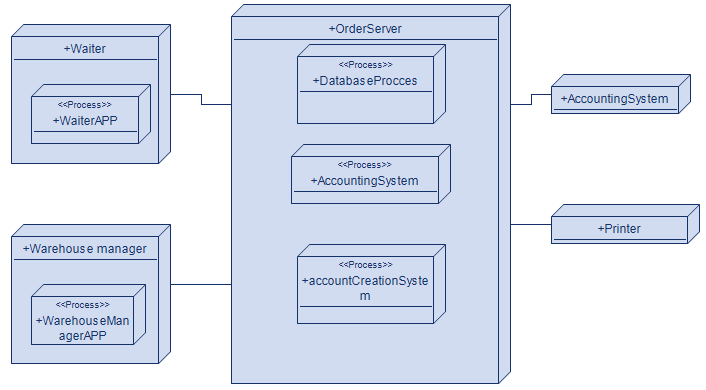 +Waiter
<<Process>>
+WaiterAPP
+Warehouse manager
<<Process>>
+WarehouseMan
agerAPP
+OrderServer
<<Process>>
+DatabaseProcces
<<Process>>
+AccountingSystem
<<Process>>
+accountCreationSyste
m
+AccountingSystem
+Printer